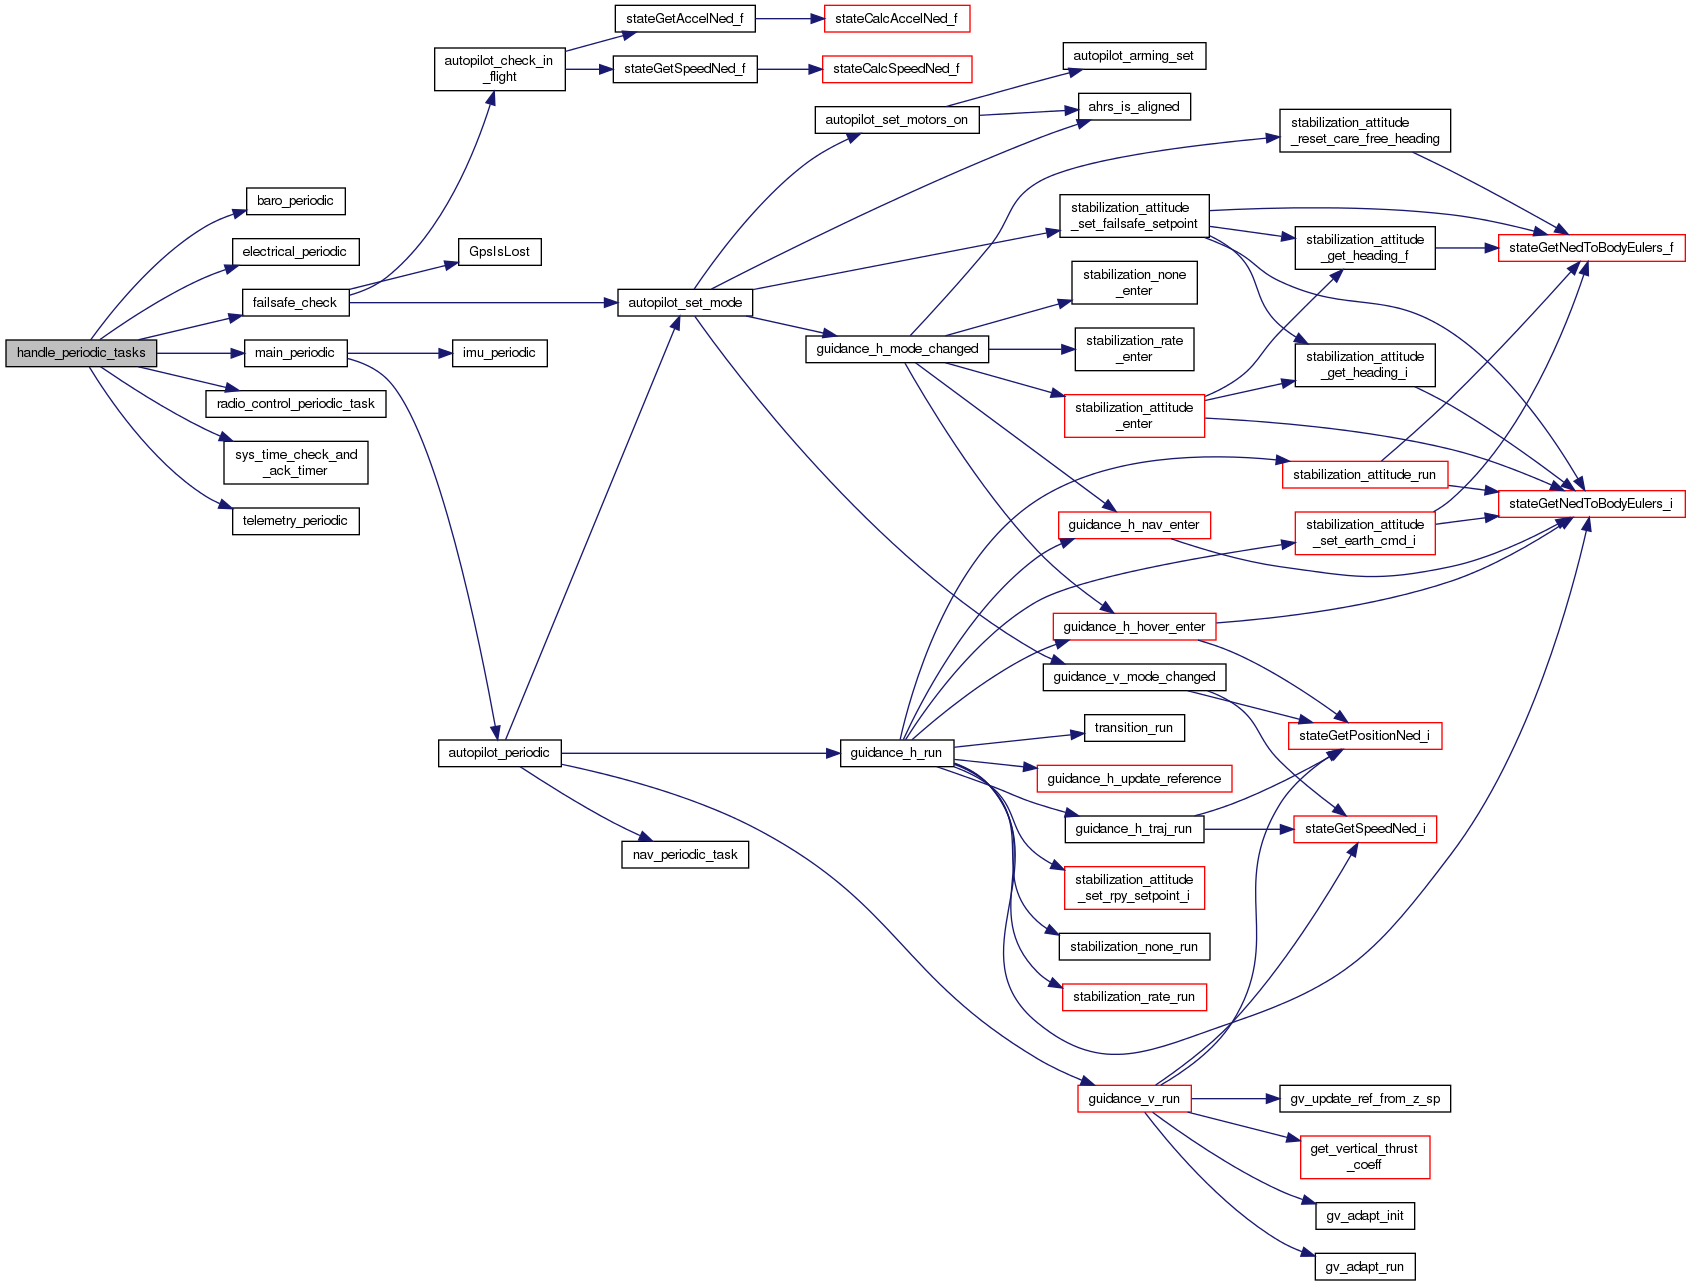 stateGetAccelNed_f
stateCalcAccelNed_f
autopilot_check_in
_flight
stateGetSpeedNed_f
stateCalcSpeedNed_f
autopilot_arming_set
ahrs_is_aligned
autopilot_set_motors_on
stabilization_attitude
_reset_care_free_heading
baro_periodic
stabilization_attitude
_set_failsafe_setpoint
electrical_periodic
GpsIsLost
stabilization_attitude
_get_heading_f
stateGetNedToBodyEulers_f
stabilization_none
_enter
failsafe_check
autopilot_set_mode
handle_periodic_tasks
main_periodic
imu_periodic
guidance_h_mode_changed
stabilization_rate
_enter
stabilization_attitude
_get_heading_i
radio_control_periodic_task
stabilization_attitude
_enter
sys_time_check_and
_ack_timer
stabilization_attitude_run
stateGetNedToBodyEulers_i
telemetry_periodic
guidance_h_nav_enter
stabilization_attitude
_set_earth_cmd_i
guidance_h_hover_enter
guidance_v_mode_changed
transition_run
stateGetPositionNed_i
autopilot_periodic
guidance_h_run
guidance_h_update_reference
guidance_h_traj_run
stateGetSpeedNed_i
nav_periodic_task
stabilization_attitude
_set_rpy_setpoint_i
stabilization_none_run
stabilization_rate_run
guidance_v_run
gv_update_ref_from_z_sp
get_vertical_thrust
_coeff
gv_adapt_init
gv_adapt_run